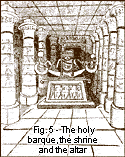 Fig: 5 - The holy
barque, the shrine
and the altar